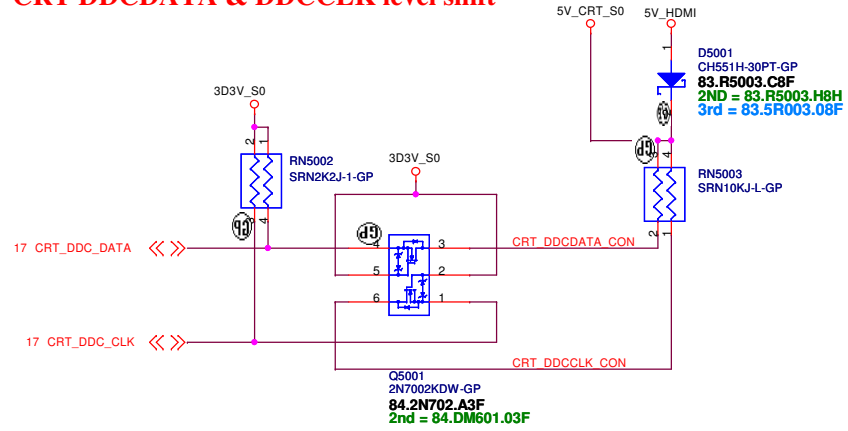 CRT DDCDATA & DDCCLK level shift
5V_CRT_S0
5V_HDMI
1
D5001
CH551H-30PT-GP
83.R5003.C8F
2ND = 83.R5003.H8H
3rd = 83.5R003.08F
3D3V_S0
2
1
RN5002
SRN2K2J-1-GP
GP
4
3D3V_S0
GP
4
RN5003
SRN10KJ-L-GP
2
1
17 CRT_DDC_DATA
GP
4
3
CRT_DDCDATA_CON
5
2
6
1
17 CRT_DDC_CLK
CRT_DDCCLK_CON
Q5001
2N7002KDW-GP
84.2N702.A3F
2nd = 84.DM601.03F